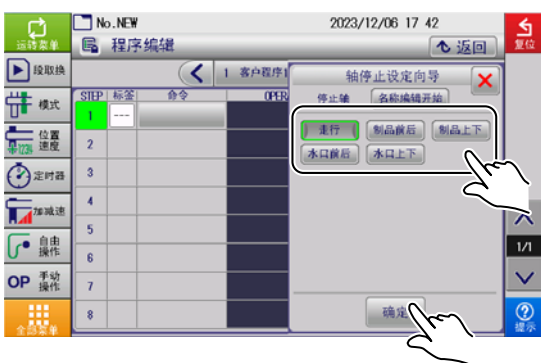 No.NEW 2023/12/06 17 42
运转菜单 程序编辑 返回 复位
段取换 1 客户程序1 轴停止设定向导
STEP 标签 命令 OPER 停止轴 名称编辑开始
模式 1 ---
走行 制品前后 制品上下
位置速度 2
水口前后 水口上下
定时器 3
4
加减速
5
自由操作 1/1
6
OP 手动操作 7
全部菜单 8 确定 提示